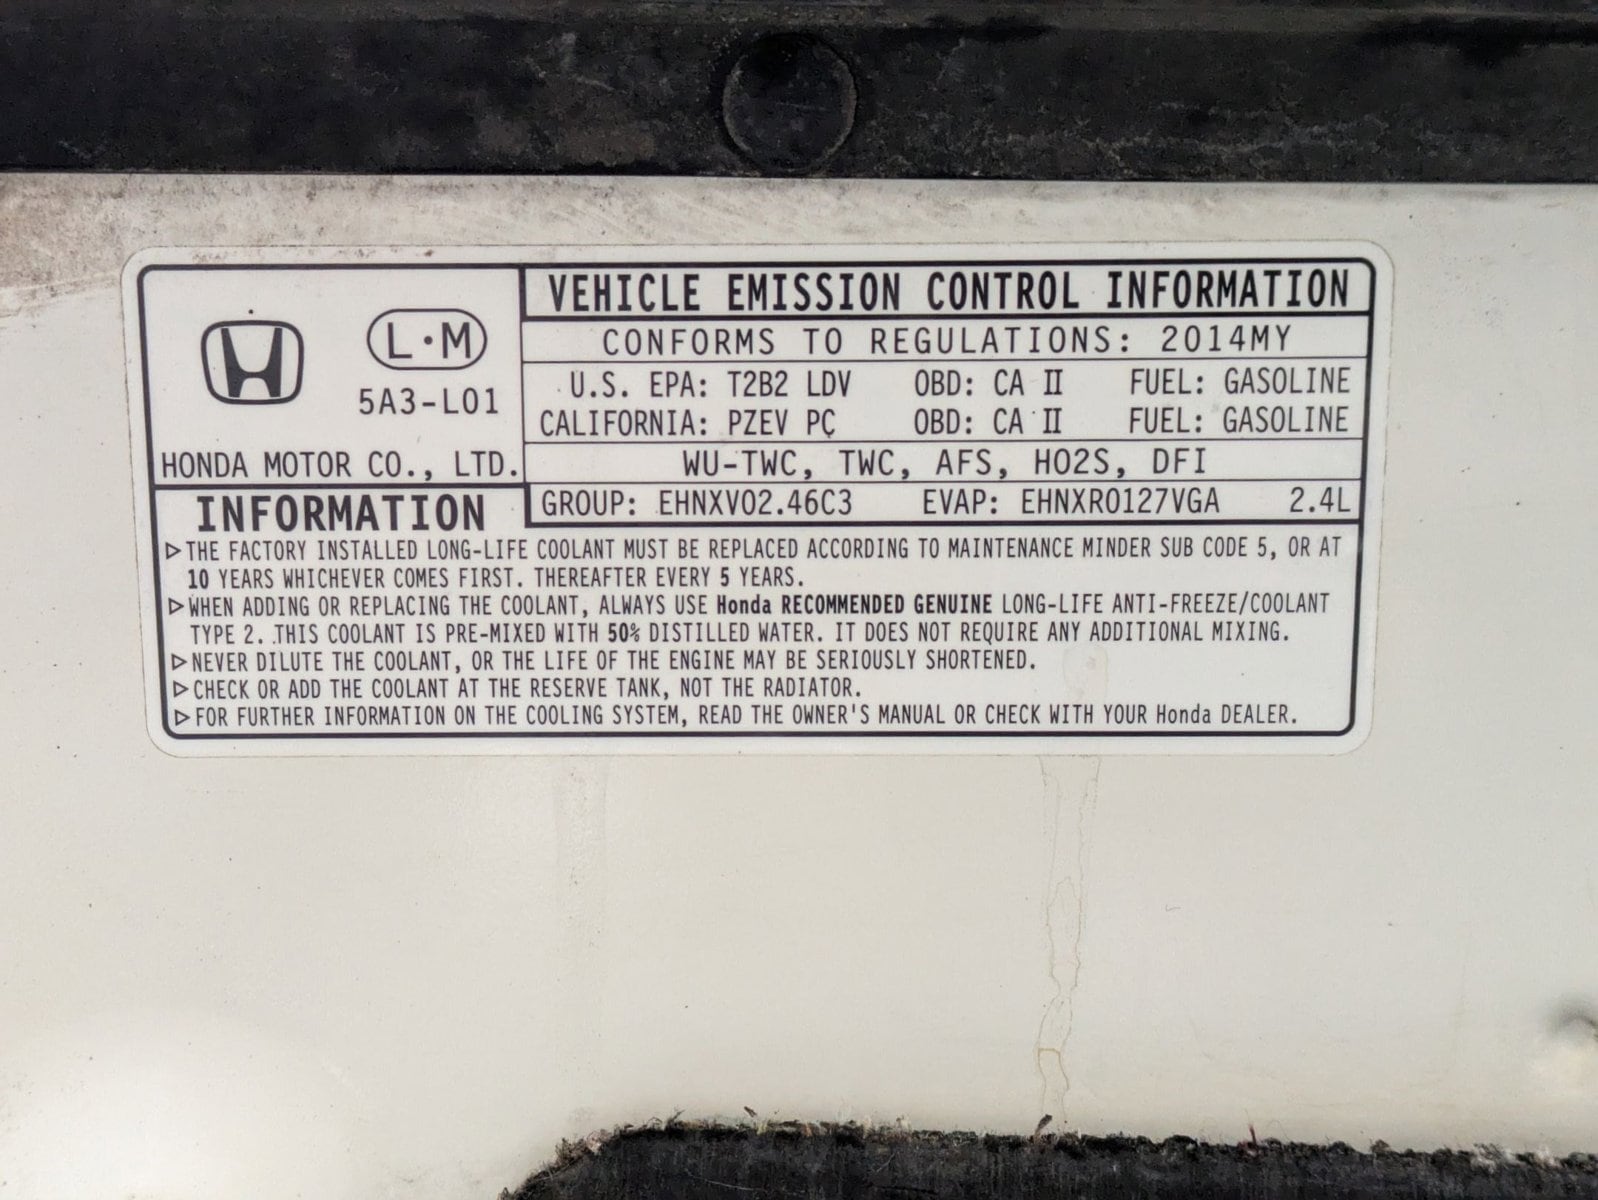 L·M
5A3-L01
HONDA MOTOR CO., LTD.
VEHICLE EMISSION CONTROL INFORMATION
CONFORMS TO REGULATIONS: 2014MY
U.S. EPA: T2B2 LDV OBD: CA II FUEL: GASOLINE
CALIFORNIA: PZEV PC OBD: CA II FUEL: GASOLINE
WU-TWC, TWC, AFS, HO2S, DFI
GROUP: EHNXV02.46C3 EVAP: EHNXR0127VGA 2.4L
INFORMATION
▷THE FACTORY INSTALLED LONG-LIFE COOLANT MUST BE REPLACED ACCORDING TO MAINTENANCE MINDER SUB CODE 5, OR AT
10 YEARS WHICHEVER COMES FIRST. THEREAFTER EVERY 5 YEARS.
▷WHEN ADDING OR REPLACING THE COOLANT, ALWAYS USE Honda RECOMMENDED GENUINE LONG-LIFE ANTI-FREEZE/COOLANT
TYPE 2. THIS COOLANT IS PRE-MIXED WITH 50% DISTILLED WATER. IT DOES NOT REQUIRE ANY ADDITIONAL MIXING.
▷NEVER DILUTE THE COOLANT, OR THE LIFE OF THE ENGINE MAY BE SERIOUSLY SHORTENED.
▷CHECK OR ADD THE COOLANT AT THE RESERVE TANK, NOT THE RADIATOR.
▷FOR FURTHER INFORMATION ON THE COOLING SYSTEM, READ THE OWNER'S MANUAL OR CHECK WITH YOUR Honda DEALER.